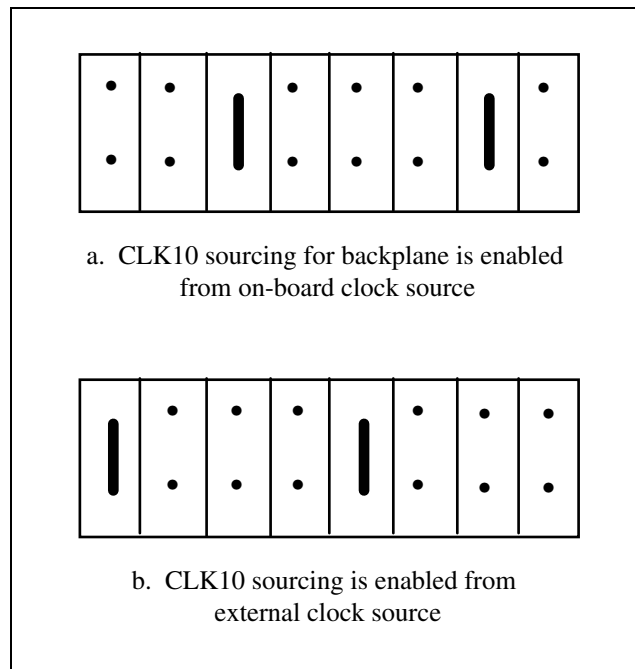 a. CLK10 sourcing for backplane is enabled
from on-board clock source
b. CLK10 sourcing is enabled from
external clock source